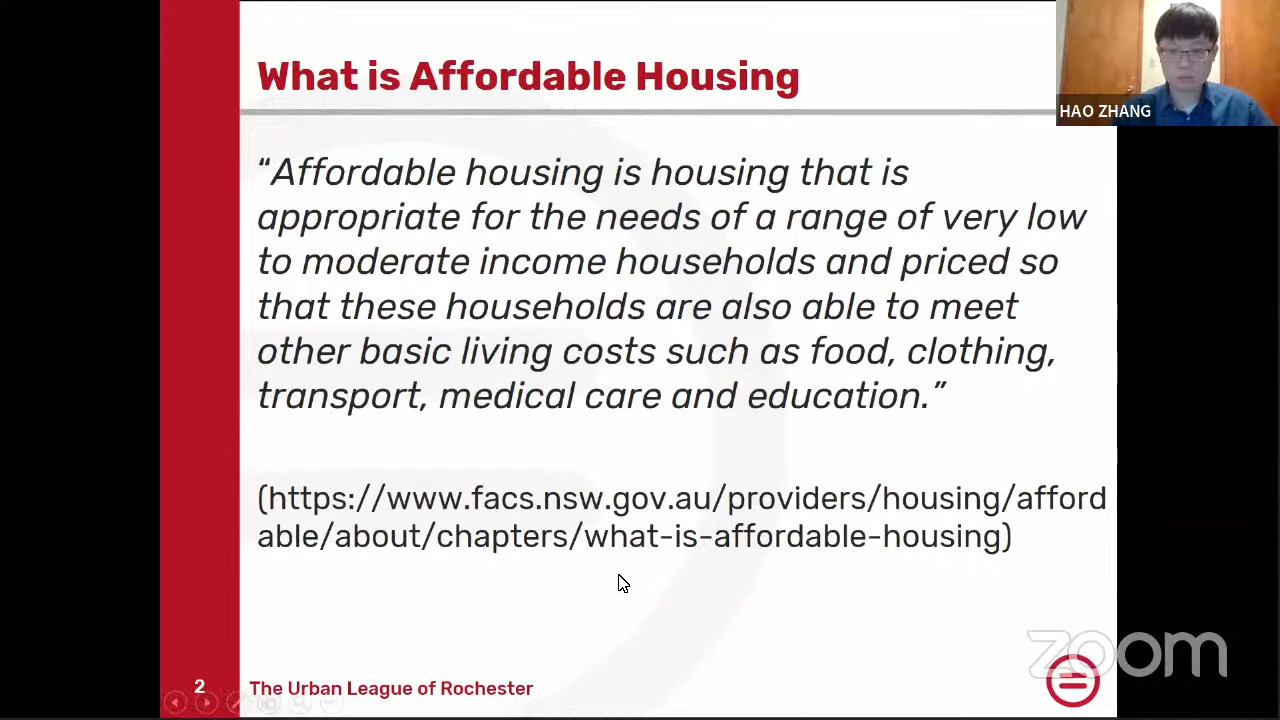 What is Affordable Housing
HAO ZHANG
“Affordable housing is housing that is
appropriate for the needs of a range of very low
to moderate income households and priced so
that these households are also able to meet
other basic living costs such as food, clothing,
transport, medical care and education.”
(https://www.facs.nsw.gov.au/providers/housing/afford
able/about/chapters/what-is-affordable-housing)
zoom
2
The Urban League of Rochester